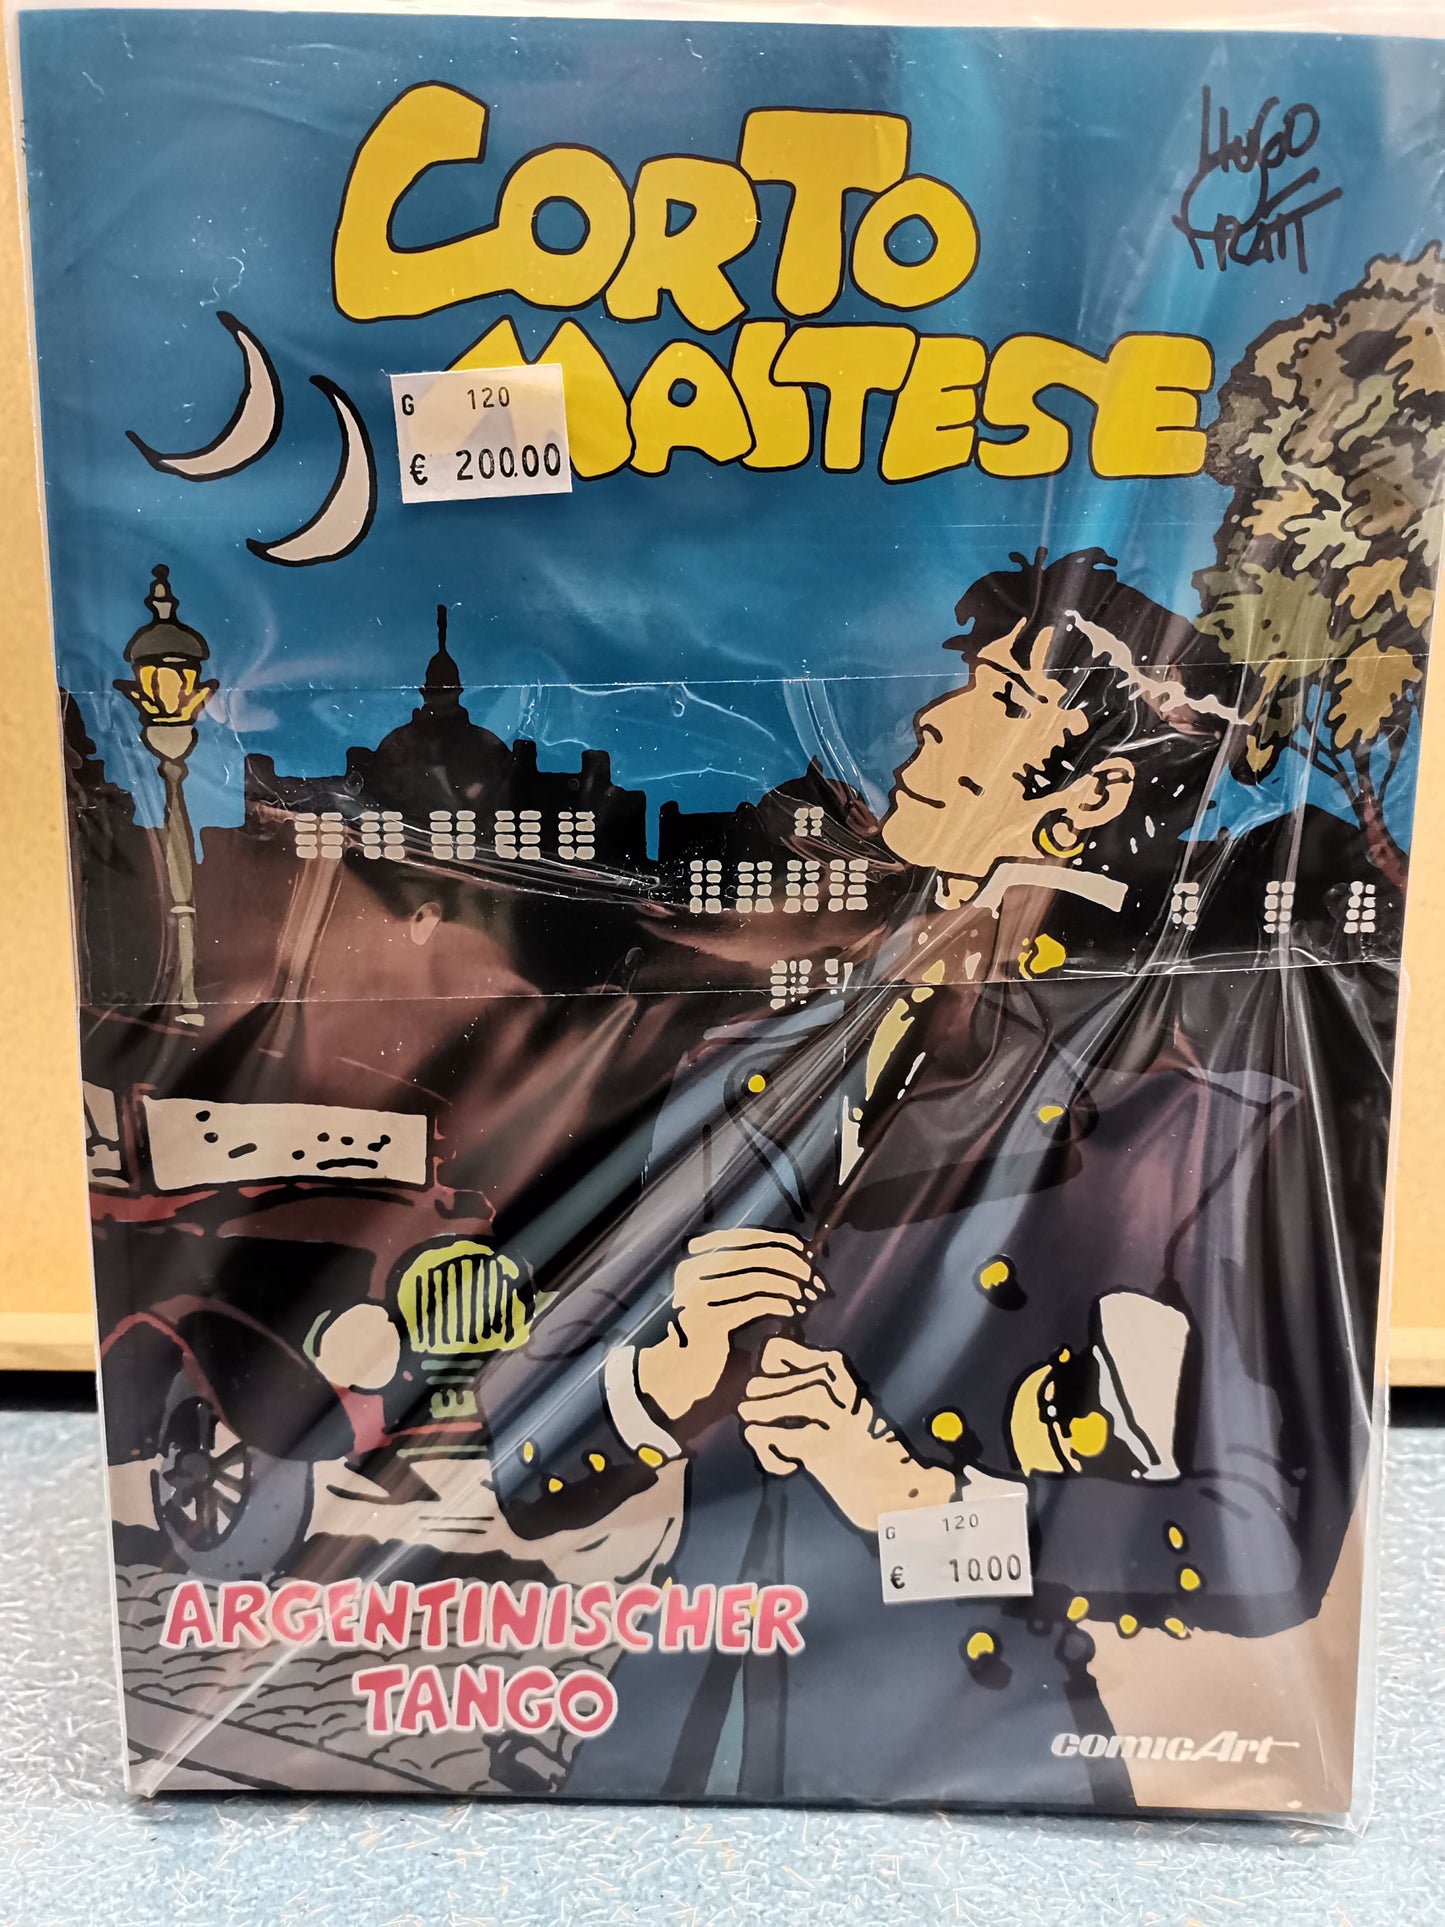 CORTO
MALTESE
HUGO
PRATT
G 120
€ 200.00
G 120
€ 10.00
ARGENTINISCHER
TANGO
comicArt